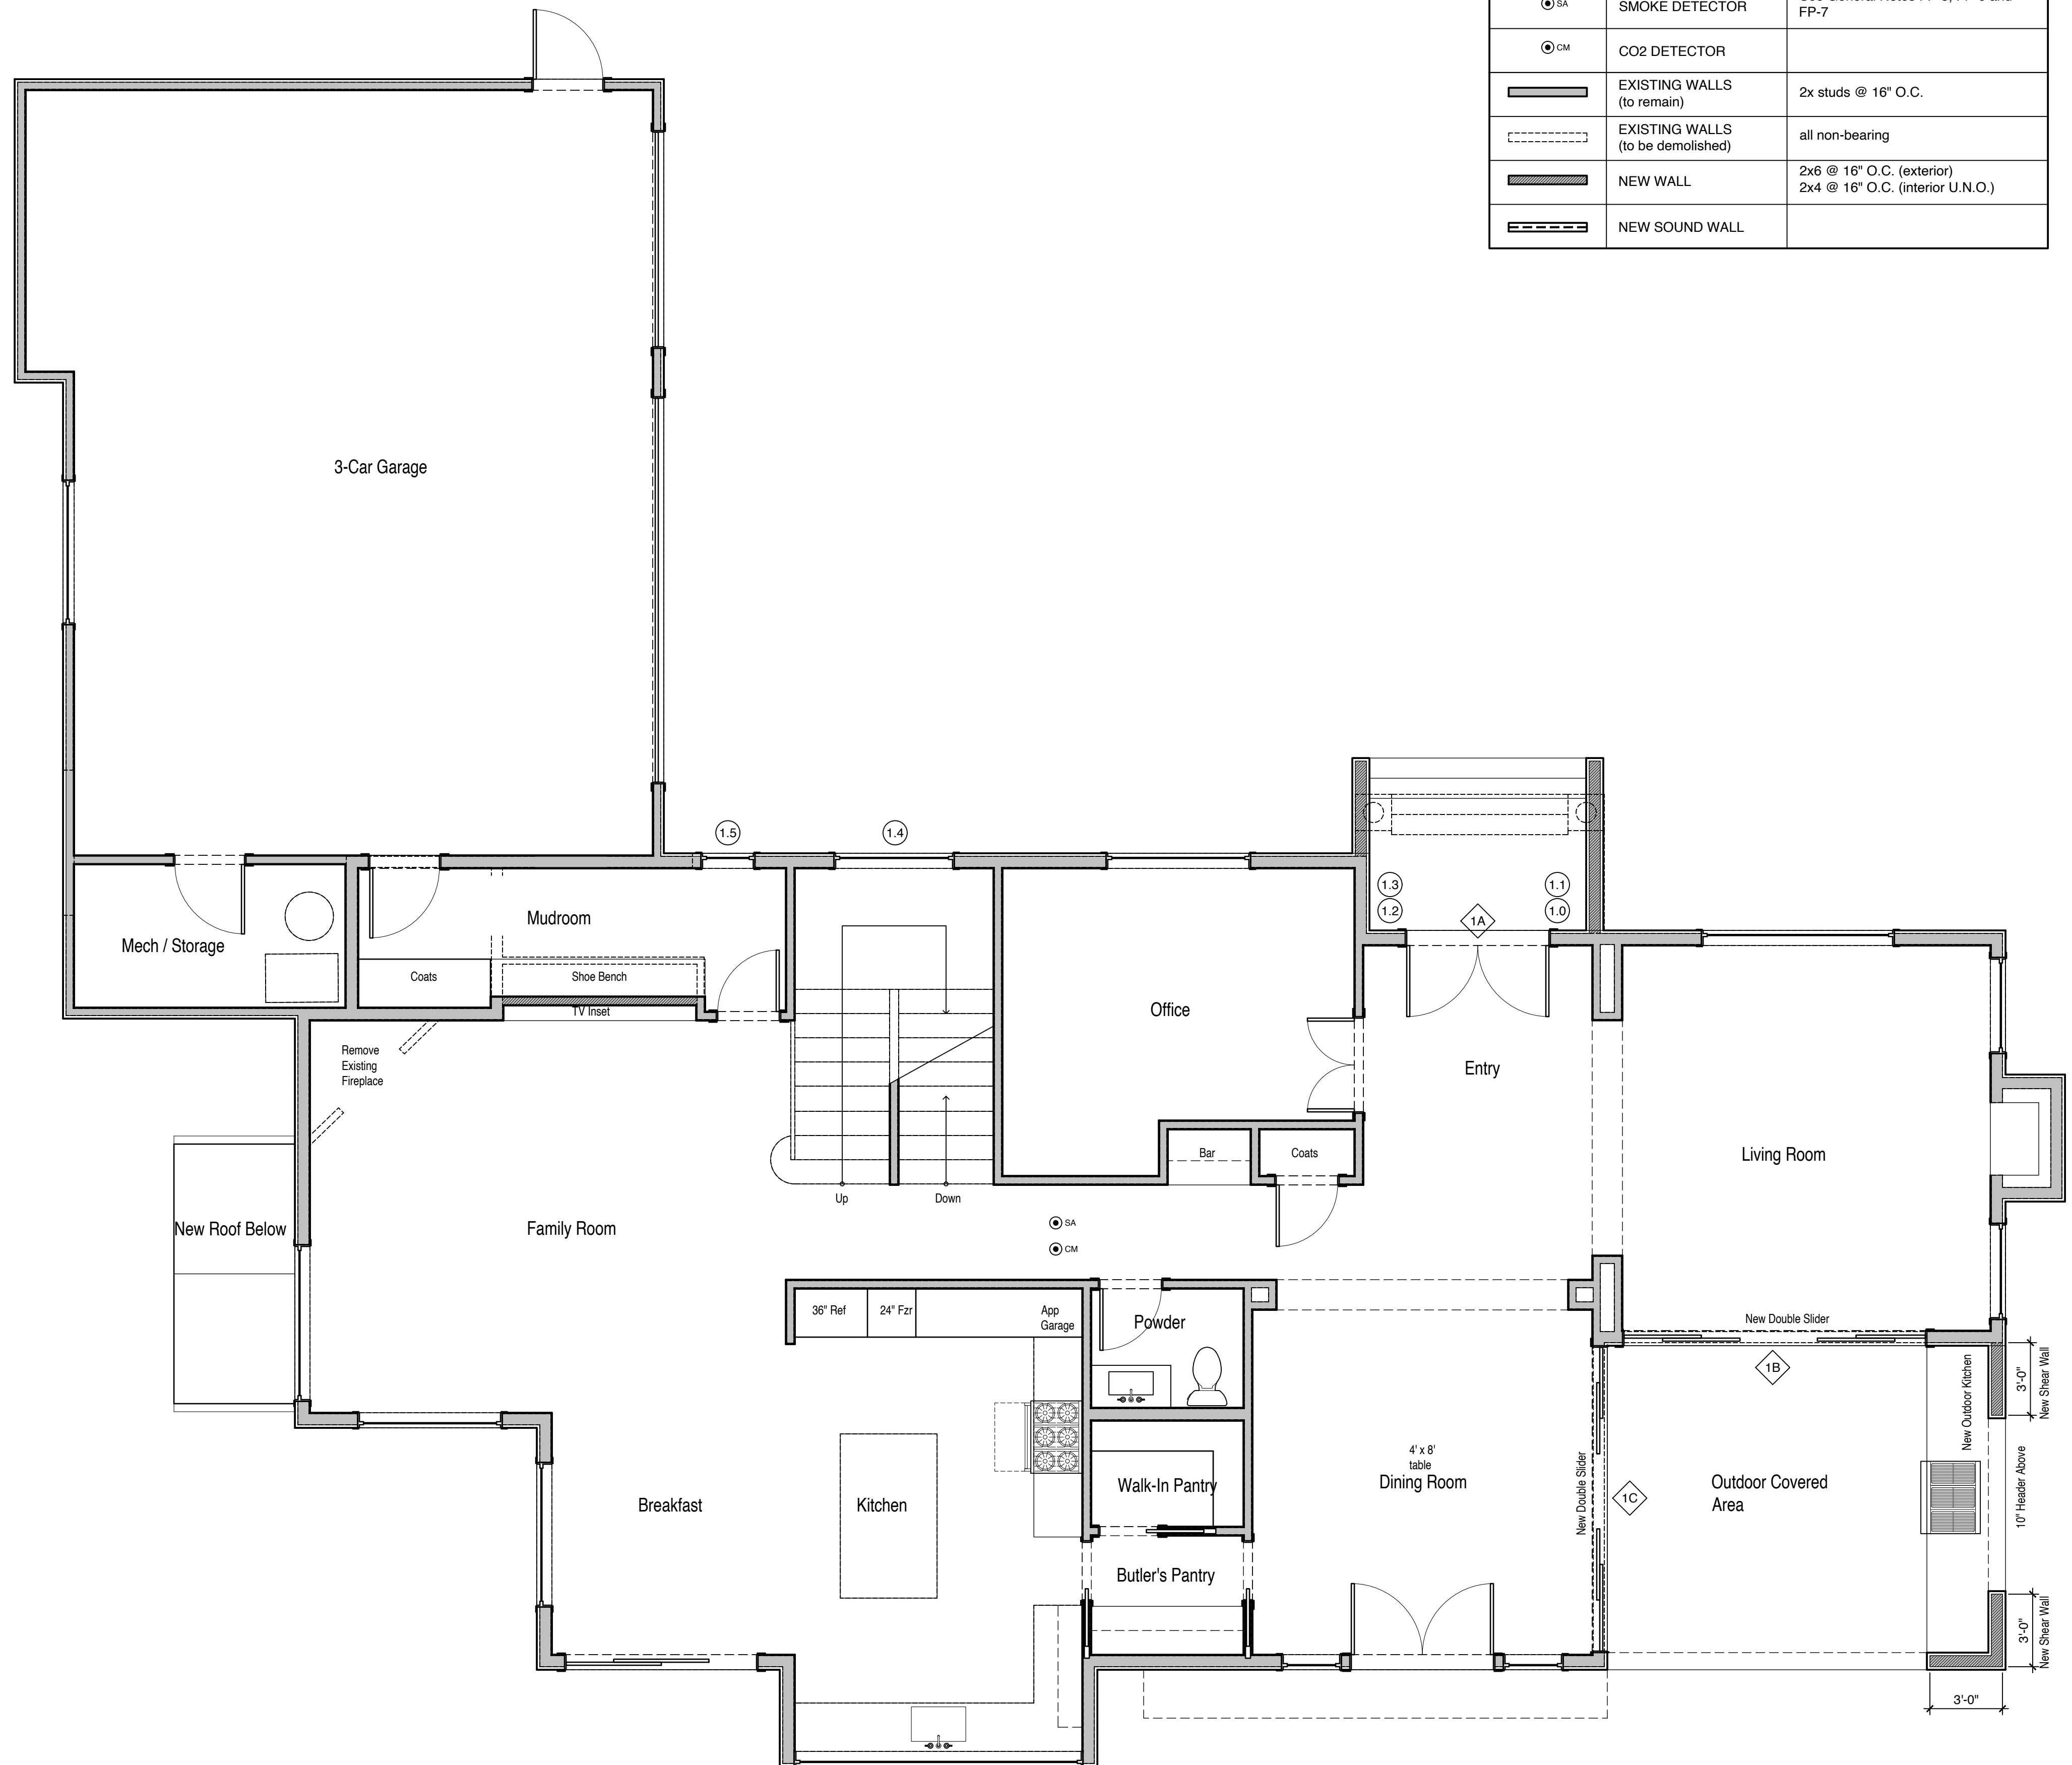 SA
SMOKE DETECTOR
FP-7
CM
CO2 DETECTOR
EXISTING WALLS
(to remain)
2x studs @ 16" O.C.
EXISTING WALLS
(to be demolished)
all non-bearing
NEW WALL
2x6 @ 16" O.C. (exterior)
2x4 @ 16" O.C. (interior U.N.O.)
NEW SOUND WALL
3-Car Garage
1.5
1.4
1.3
1.2
1.1
1.0
1A
Mudroom
Mech / Storage
Coats
Shoe Bench
TV Inset
Office
Remove
Existing
Fireplace
Entry
Bar
Coats
Living Room
Up
Down
New Roof Below
Family Room
SA
CM
36" Ref
24" Fzr
App
Garage
Powder
New Double Slider
1B
New Outdoor Kitchen
3'-0"
New Shear Wall
4' x 8'
table
Dining Room
New Double Slider
1C
Outdoor Covered
Area
10" Header Above
Walk-In Pantry
Breakfast
Kitchen
Butler's Pantry
3'-0"
New Shear Wall
3'-0"